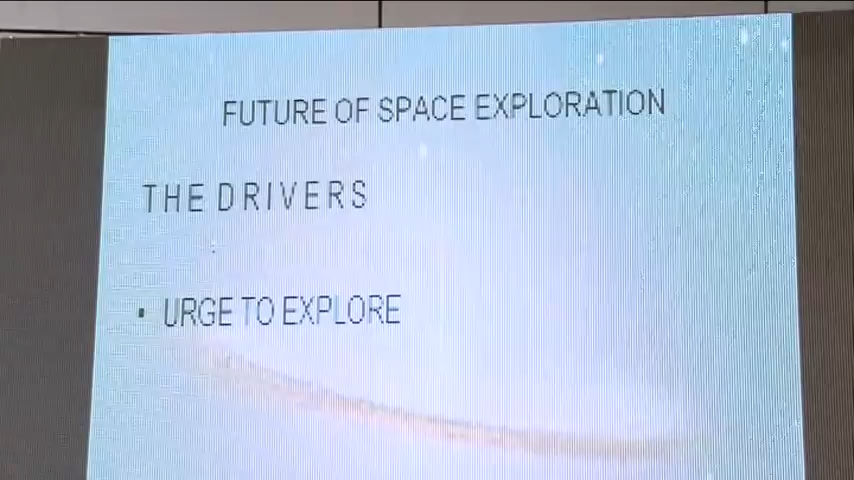 FUTURE OF SPACE EXPLORATION
THE DRIVERS
• URGE TO EXPLORE